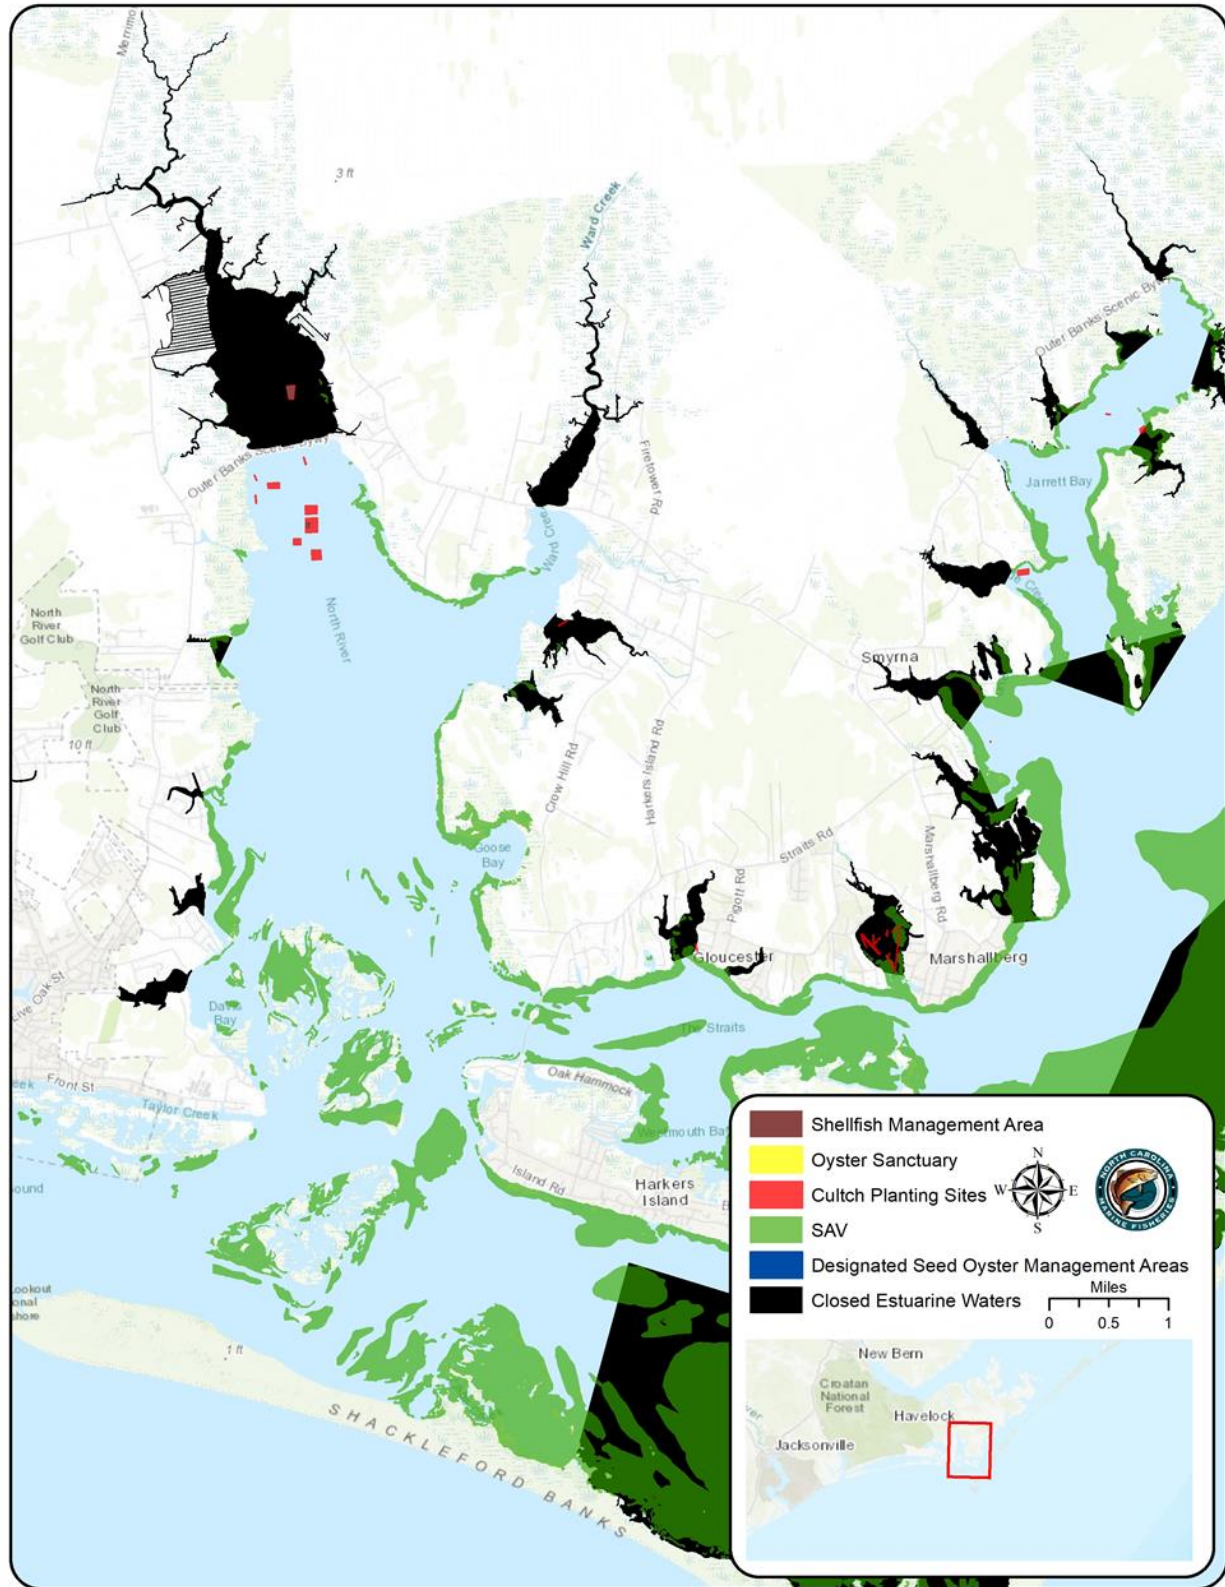 Merrimo
3 ft
Ward Creek
Outer Banks Scenic Byw
Outer Banks Scenic Byway
Firetower Rd
Jarrett Bay
Ward Creek
North River
North
River
Golf Club
Smyrna
North
River
Golf
Club
10 ft
Crow Hill Rd
Harkers Island Rd
Straits Rd
Marshallberg Rd
Goose
Bay
Pigott Rd
Gloucester
Marshallberg
Live Oak St
Davis
Bay
The Straits
Front St
Taylor Creek
eek
Oak Hammock
Westmouth Bay
Island Rd
Harkers
Island
ound
Lookout
onal
shore
1 ft
SHACKLEFORD BANKS
Shellfish Management Area
Oyster Sanctuary
Cultch Planting Sites
SAV
Designated Seed Oyster Management Areas
Closed Estuarine Waters
N
W
E
S
NORTH CAROLINA
MARINE FISHERIES
Miles
0 0.5 1
New Bern
Croatan
National
Forest
Havelock
Jacksonville